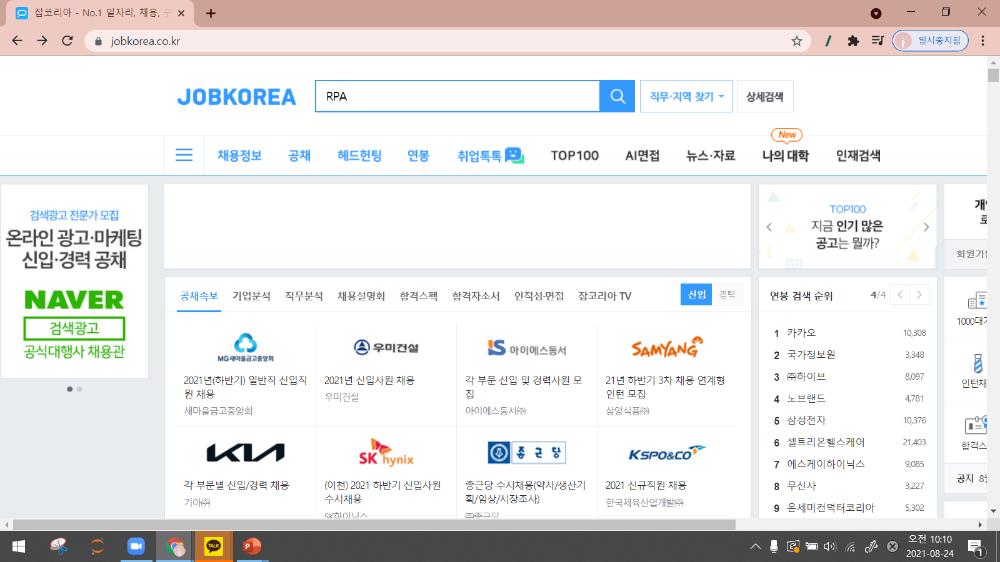 잡코리아 - No.1 일자리, 채용, 구
jobkorea.co.kr
일시중지됨
JOBKOREA
RPA
직무·지역 찾기
상세검색
New
채용정보
공채
헤드헌팅
연봉
취업톡톡
TOP100
AI면접
뉴스·자료
나의 대학
인재검색
검색광고 전문가 모집
온라인 광고·마케팅
신입·경력 공채
NAVER
검색광고
공식대행사 채용관
TOP100
지금 인기 많은
공고는 뭘까?
회원가
공채속보
기업분석
직무분석
채용설명회
합격스펙
합격자소서
인적성·면접
잡코리아 TV
신입
경력
MG새마을금고중앙회
2021년(하반기) 일반직 신입직
원 채용
새마을금고중앙회
우미건설
2021년 신입사원 채용
우미건설
IS 아이에스동서
각 부문 신입 및 경력사원 모
집
아이에스동서㈜
SAMYANG
21년 하반기 3차 채용 연계형
인턴 모집
삼양식품㈜
KIA
각 부문별 신입/경력 채용
기아㈜
SK hynix
(이천) 2021 하반기 신입사원
수시채용
SK하이닉스
종근당
종근당 수시채용(약사/생산기
획/임상/시장조사)
㈜종근당
KSPO&CO
2021 신규직원 채용
한국체육산업개발㈜
연봉 검색 순위
4/4
1 카카오 10,308
2 국가정보원 3,348
3 ㈜하이브 8,097
4 노브랜드 4,781
5 삼성전자 10,376
6 셀트리온헬스케어 21,403
7 에스케이하이닉스 9,085
8 무신사 3,227
9 온세미컨덕터코리아 5,302
1000대
인턴채
합격스
공지 8월
TALK
P
오전 10:10
2021-08-24
1